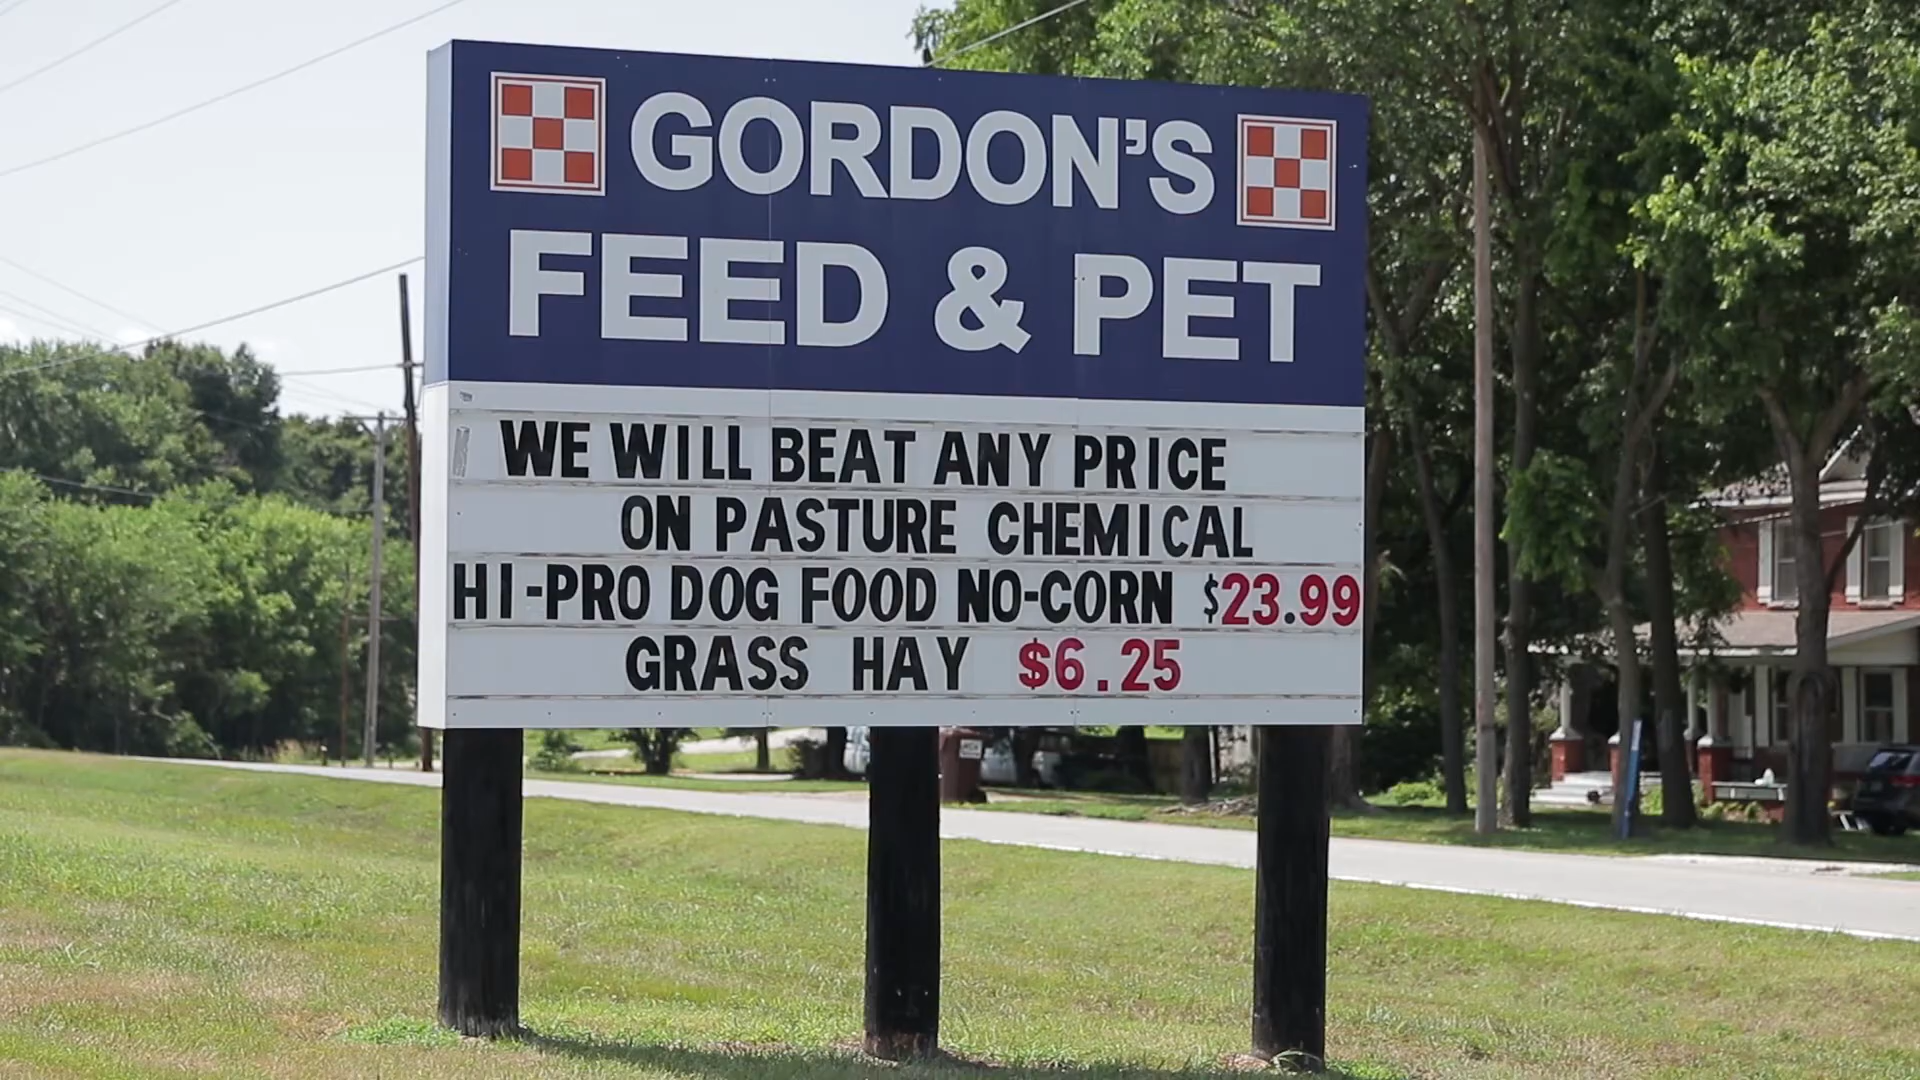 GORDON'S
FEED & PET
WE WILL BEAT ANY PRICE
ON PASTURE CHEMICAL
HI-PRO DOG FOOD NO-CORN $23.99
GRASS HAY $6.25